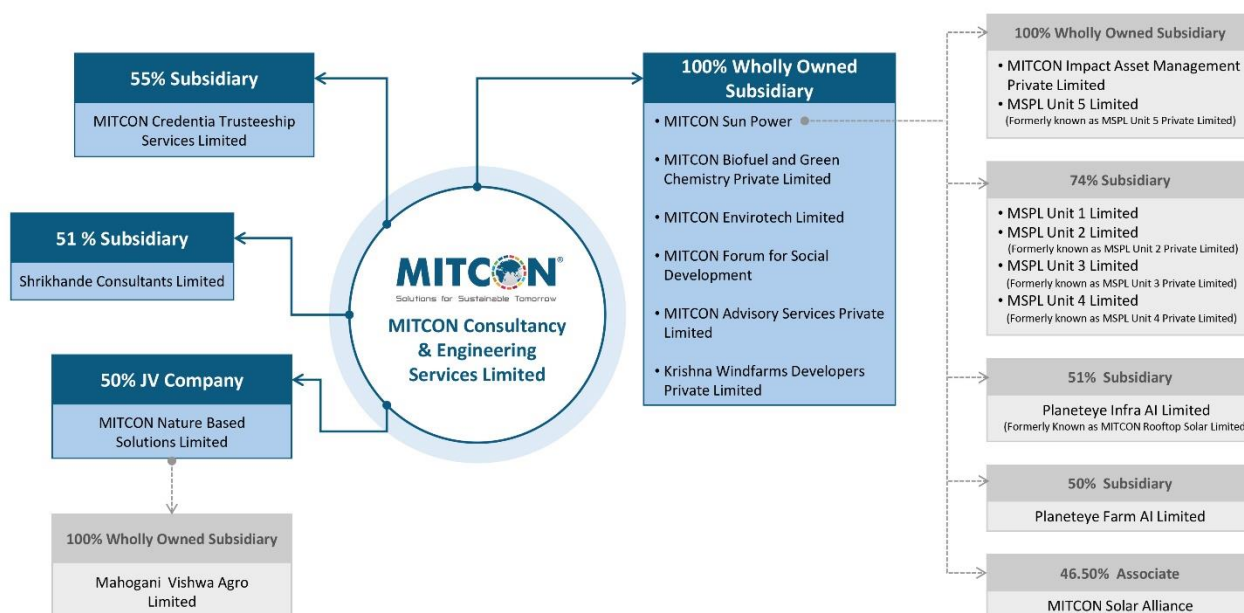 55% Subsidiary
MITCON Credentia Trusteeship
Services Limited
51 % Subsidiary
Shrikhande Consultants Limited
50% JV Company
MITCON Nature Based
Solutions Limited
100% Wholly Owned Subsidiary
Mahogani Vishwa Agro
Limited
MITCON®
Solutions for Sustainable Tomorrow
MITCON Consultancy
& Engineering
Services Limited
100% Wholly Owned
Subsidiary
• MITCON Sun Power
• MITCON Biofuel and Green
Chemistry Private Limited
• MITCON Envirotech Limited
• MITCON Forum for Social
Development
• MITCON Advisory Services Private
Limited
• Krishna Windfarms Developers
Private Limited
100% Wholly Owned Subsidiary
• MITCON Impact Asset Management
Private Limited
• MSPL Unit 5 Limited
(Formerly known as MSPL Unit 5 Private Limited)
74% Subsidiary
• MSPL Unit 1 Limited
• MSPL Unit 2 Limited
(Formerly known as MSPL Unit 2 Private Limited)
• MSPL Unit 3 Limited
(Formerly known as MSPL Unit 3 Private Limited)
• MSPL Unit 4 Limited
(Formerly known as MSPL Unit 4 Private Limited)
51% Subsidiary
Planeteye Infra AI Limited
(Formerly Known as MITCON Rooftop Solar Limited
50% Subsidiary
Planeteye Farm AI Limited
46.50% Associate
MITCON Solar Alliance